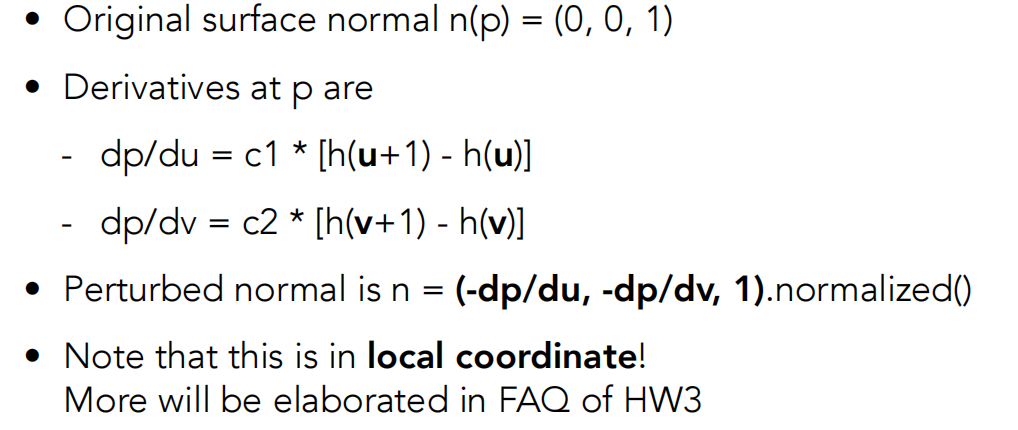 • Original surface normal n(p) = (0, 0, 1)
• Derivatives at p are
- dp/du = c1 * [h(u+1) - h(u)]
- dp/dv = c2 * [h(v+1) - h(v)]
• Perturbed normal is n = (-dp/du, -dp/dv, 1).normalized()
• Note that this is in local coordinate!
More will be elaborated in FAQ of HW3